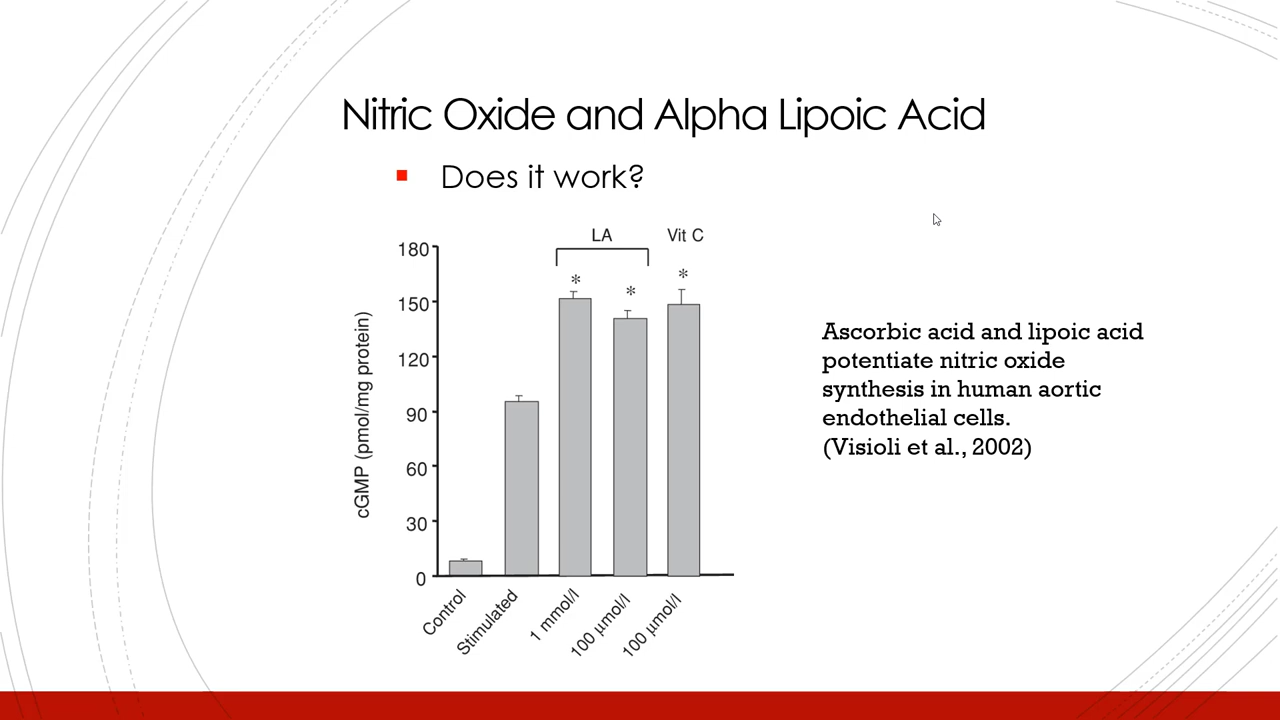 Nitric Oxide and Alpha Lipoic Acid
Does it work?
LA
Vit C
180
150
120
90
60
30
0
cGMP (pmol/mg protein)
*
*
*
Control
Stimulated
1 mmol/l
100 μmol/l
100 μmol/l
Ascorbic acid and lipoic acid
potentiate nitric oxide
synthesis in human aortic
endothelial cells.
(Visioli et al., 2002)